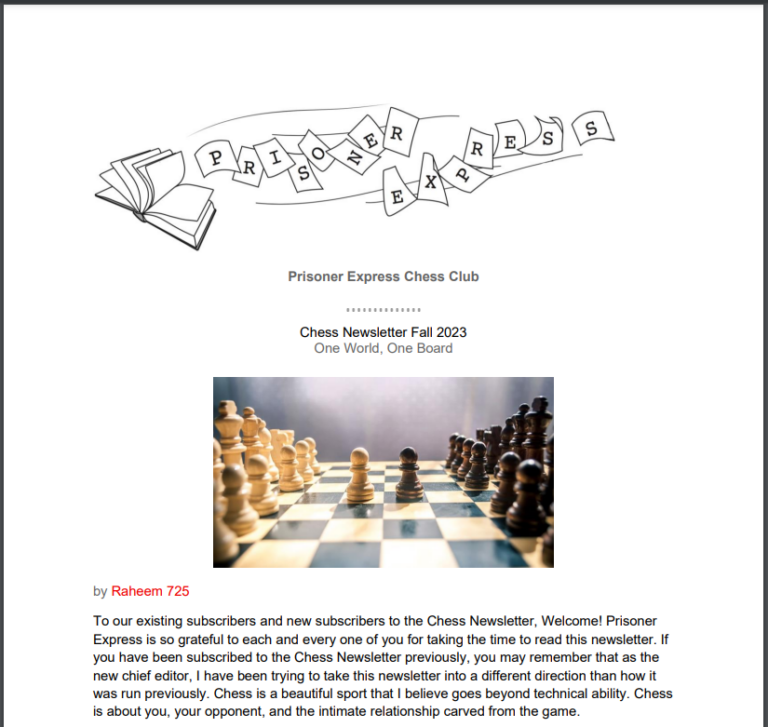 PRISONER
EXPRESS
Prisoner Express Chess Club
Chess Newsletter Fall 2023
One World, One Board
by Raheem 725
To our existing subscribers and new subscribers to the Chess Newsletter, Welcome! Prisoner
Express is so grateful to each and every one of you for taking the time to read this newsletter. If
you have been subscribed to the Chess Newsletter previously, you may remember that as the
new chief editor, I have been trying to take this newsletter into a different direction than how it
was run previously. Chess is a beautiful sport that I believe goes beyond technical ability. Chess
is about you, your opponent, and the intimate relationship carved from the game.